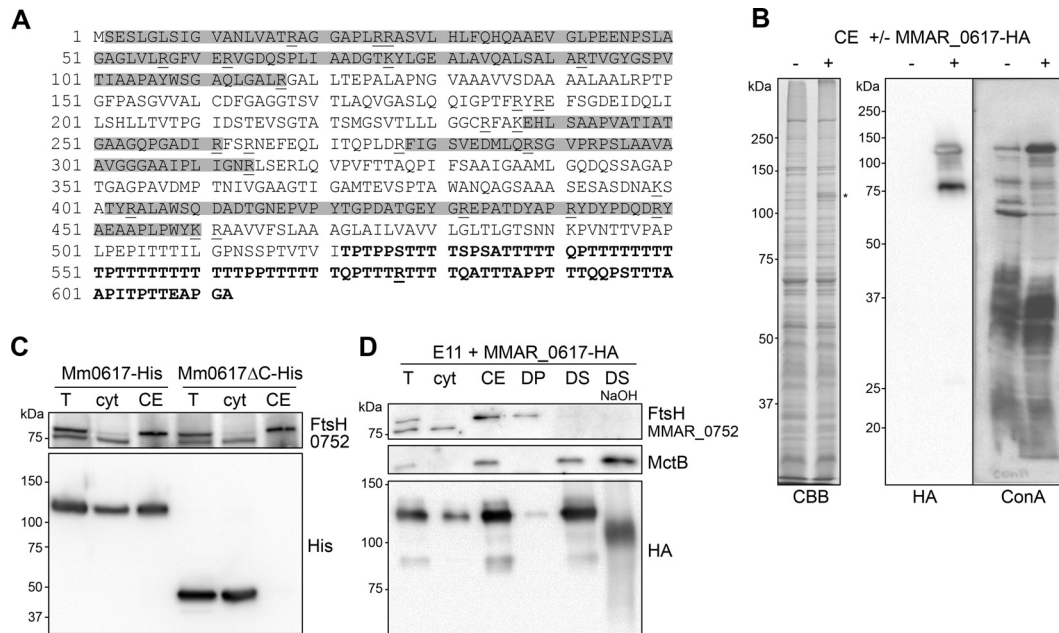 A
1 MSESLGLSIG VANLVATRAG GAPLRRASVL HLFQHQAAEV GLPEENPSLA
51 GAGLVLRGFV ERVGDQSPLI AADGTKYLGE ALAVQALSAL ARTVGYGSPV
101 TIAAPAYWSG AQLGALRGAL LTEPALAPNG VAAVVSDAAA AALAALRPTP
151 GFPASGVVAL CDFGAGGTSV TLAQVGASLQ QIGPTFRYRE FSGDEIDQLI
201 LSHLLTVTPG IDSTEVSGTA TSMGSVTLLL GGCRFAKEHL SAAPVATIAT
251 GAAGQPGADI RFSRNEFEQL ITQPLDRFIG SVEDMLQRSG VPRPSLAAVA
301 AVGGGAAIPL IGNRLSERLQ VPVFTTAQPI FSAAIGAAML GQDQSSAGAP
351 TGAGPAVDMP TNIVGAAGTI GAMTEVSPTA WANQAGSAAA GESASDNAKS
401 ATYRALAWSQ DADTGNEPVP YTGPDATGEY GREPATDYAP RYDYPDQDRY
451 AEAAPLPWYK RAAVVFSLAA AGLAILVAVV LGLTLGTSNN KPVNTTVPAP
501 LPEPITTTIL GPNSSPTVTV ITPTPPSTTT TSPSATTTTT QPTTTTTTTT
551 TPTTTTTTTT TTTPPTTTTT QPTTTRTTTT TQATTTAPPT TTQQPSTTTA
601 APITPTTEAP GA
B
CE +/- MMAR_0617-HA
- + - + - +
kDa
250
150
100
75
50
37
*
CBB
kDa
250
150
100
75
50
37
25
20
HA ConA
C
Mm0617-His Mm0617ΔC-His
T cyt CE T cyt CE
kDa
75
FtsH
0752
150
100
75
50
37
His
D
E11 + MMAR_0617-HA
T cyt CE DP DS DS
NaOH
kDa
75
FtsH
MMAR_0752
MctB
150
100
75
HA